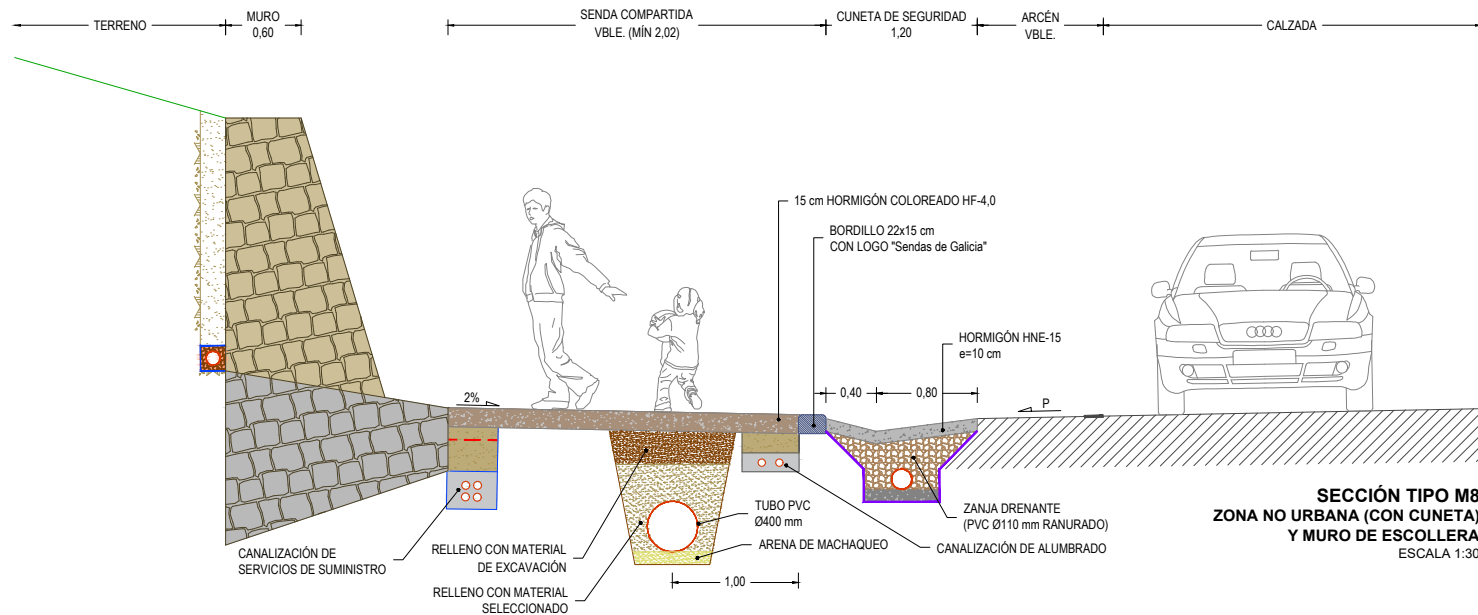 TERRENO
MURO
0,60
SENDA COMPARTIDA
VBLE. (MÍN 2,02)
CUNETA DE SEGURIDAD
1,20
ARCÉN
VBLE.
CALZADA
15 cm HORMIGÓN COLOREADO HF-4,0
BORDILLO 22x15 cm
CON LOGO "Sendas de Galicia"
HORMIGÓN HNE-15
e=10 cm
2%
0,40
0,80
P
CANALIZACIÓN DE
SERVICIOS DE SUMINISTRO
RELLENO CON MATERIAL
DE EXCAVACIÓN
RELLENO CON MATERIAL
SELECCIONADO
TUBO PVC
Ø400 mm
ARENA DE MACHAQUEO
1,00
ZANJA DRENANTE
(PVC Ø110 mm RANURADO)
CANALIZACIÓN DE ALUMBRADO
SECCIÓN TIPO M8
ZONA NO URBANA (CON CUNETA)
Y MURO DE ESCOLLERA
ESCALA 1:30